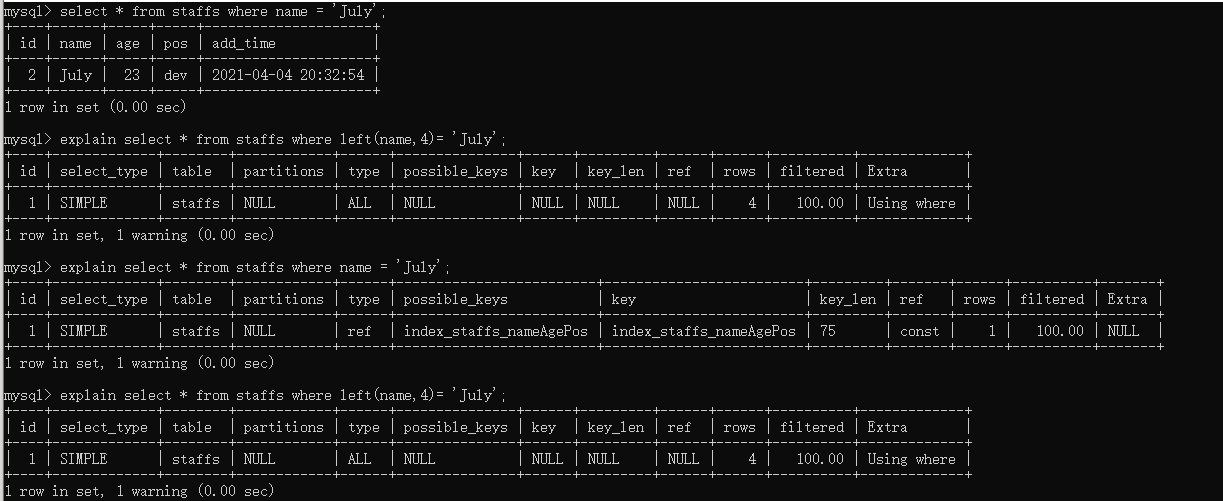 mysql> select * from staffs where name = 'July';
+----+------+-----+-----+---------------------+
| id | name | age | pos | add_time            |
+----+------+-----+-----+---------------------+
|  2 | July |  23 | dev | 2021-04-04 20:32:54 |
+----+------+-----+-----+---------------------+
1 row in set (0.00 sec)
mysql> explain select * from staffs where left(name,4)= 'July';
+----+-------------+--------+------------+------+---------------+------+---------+------+------+----------+-------------+
| id | select_type | table  | partitions | type | possible_keys | key  | key_len | ref  | rows | filtered | Extra       |
+----+-------------+--------+------------+------+---------------+------+---------+------+------+----------+-------------+
|  1 | SIMPLE      | staffs | NULL       | ALL  | NULL          | NULL | NULL    | NULL |    4 |   100.00 | Using where |
+----+-------------+--------+------------+------+---------------+------+---------+------+------+----------+-------------+
1 row in set, 1 warning (0.00 sec)
mysql> explain select * from staffs where name = 'July';
+----+-------------+--------+------------+------+-------------------------+-------------------------+---------+-------+------+----------+-------+
| id | select_type | table  | partitions | type | possible_keys           | key                     | key_len | ref   | rows | filtered | Extra |
+----+-------------+--------+------------+------+-------------------------+-------------------------+---------+-------+------+----------+-------+
|  1 | SIMPLE      | staffs | NULL       | ref  | index_staffs_nameAgePos | index_staffs_nameAgePos | 75      | const |    1 |   100.00 | NULL  |
+----+-------------+--------+------------+------+-------------------------+-------------------------+---------+-------+------+----------+-------+
1 row in set, 1 warning (0.00 sec)
mysql> explain select * from staffs where left(name,4)= 'July';
+----+-------------+--------+------------+------+---------------+------+---------+------+------+----------+-------------+
| id | select_type | table  | partitions | type | possible_keys | key  | key_len | ref  | rows | filtered | Extra       |
+----+-------------+--------+------------+------+---------------+------+---------+------+------+----------+-------------+
|  1 | SIMPLE      | staffs | NULL       | ALL  | NULL          | NULL | NULL    | NULL |    4 |   100.00 | Using where |
+----+-------------+--------+------------+------+---------------+------+---------+------+------+----------+-------------+
1 row in set, 1 warning (0.00 sec)